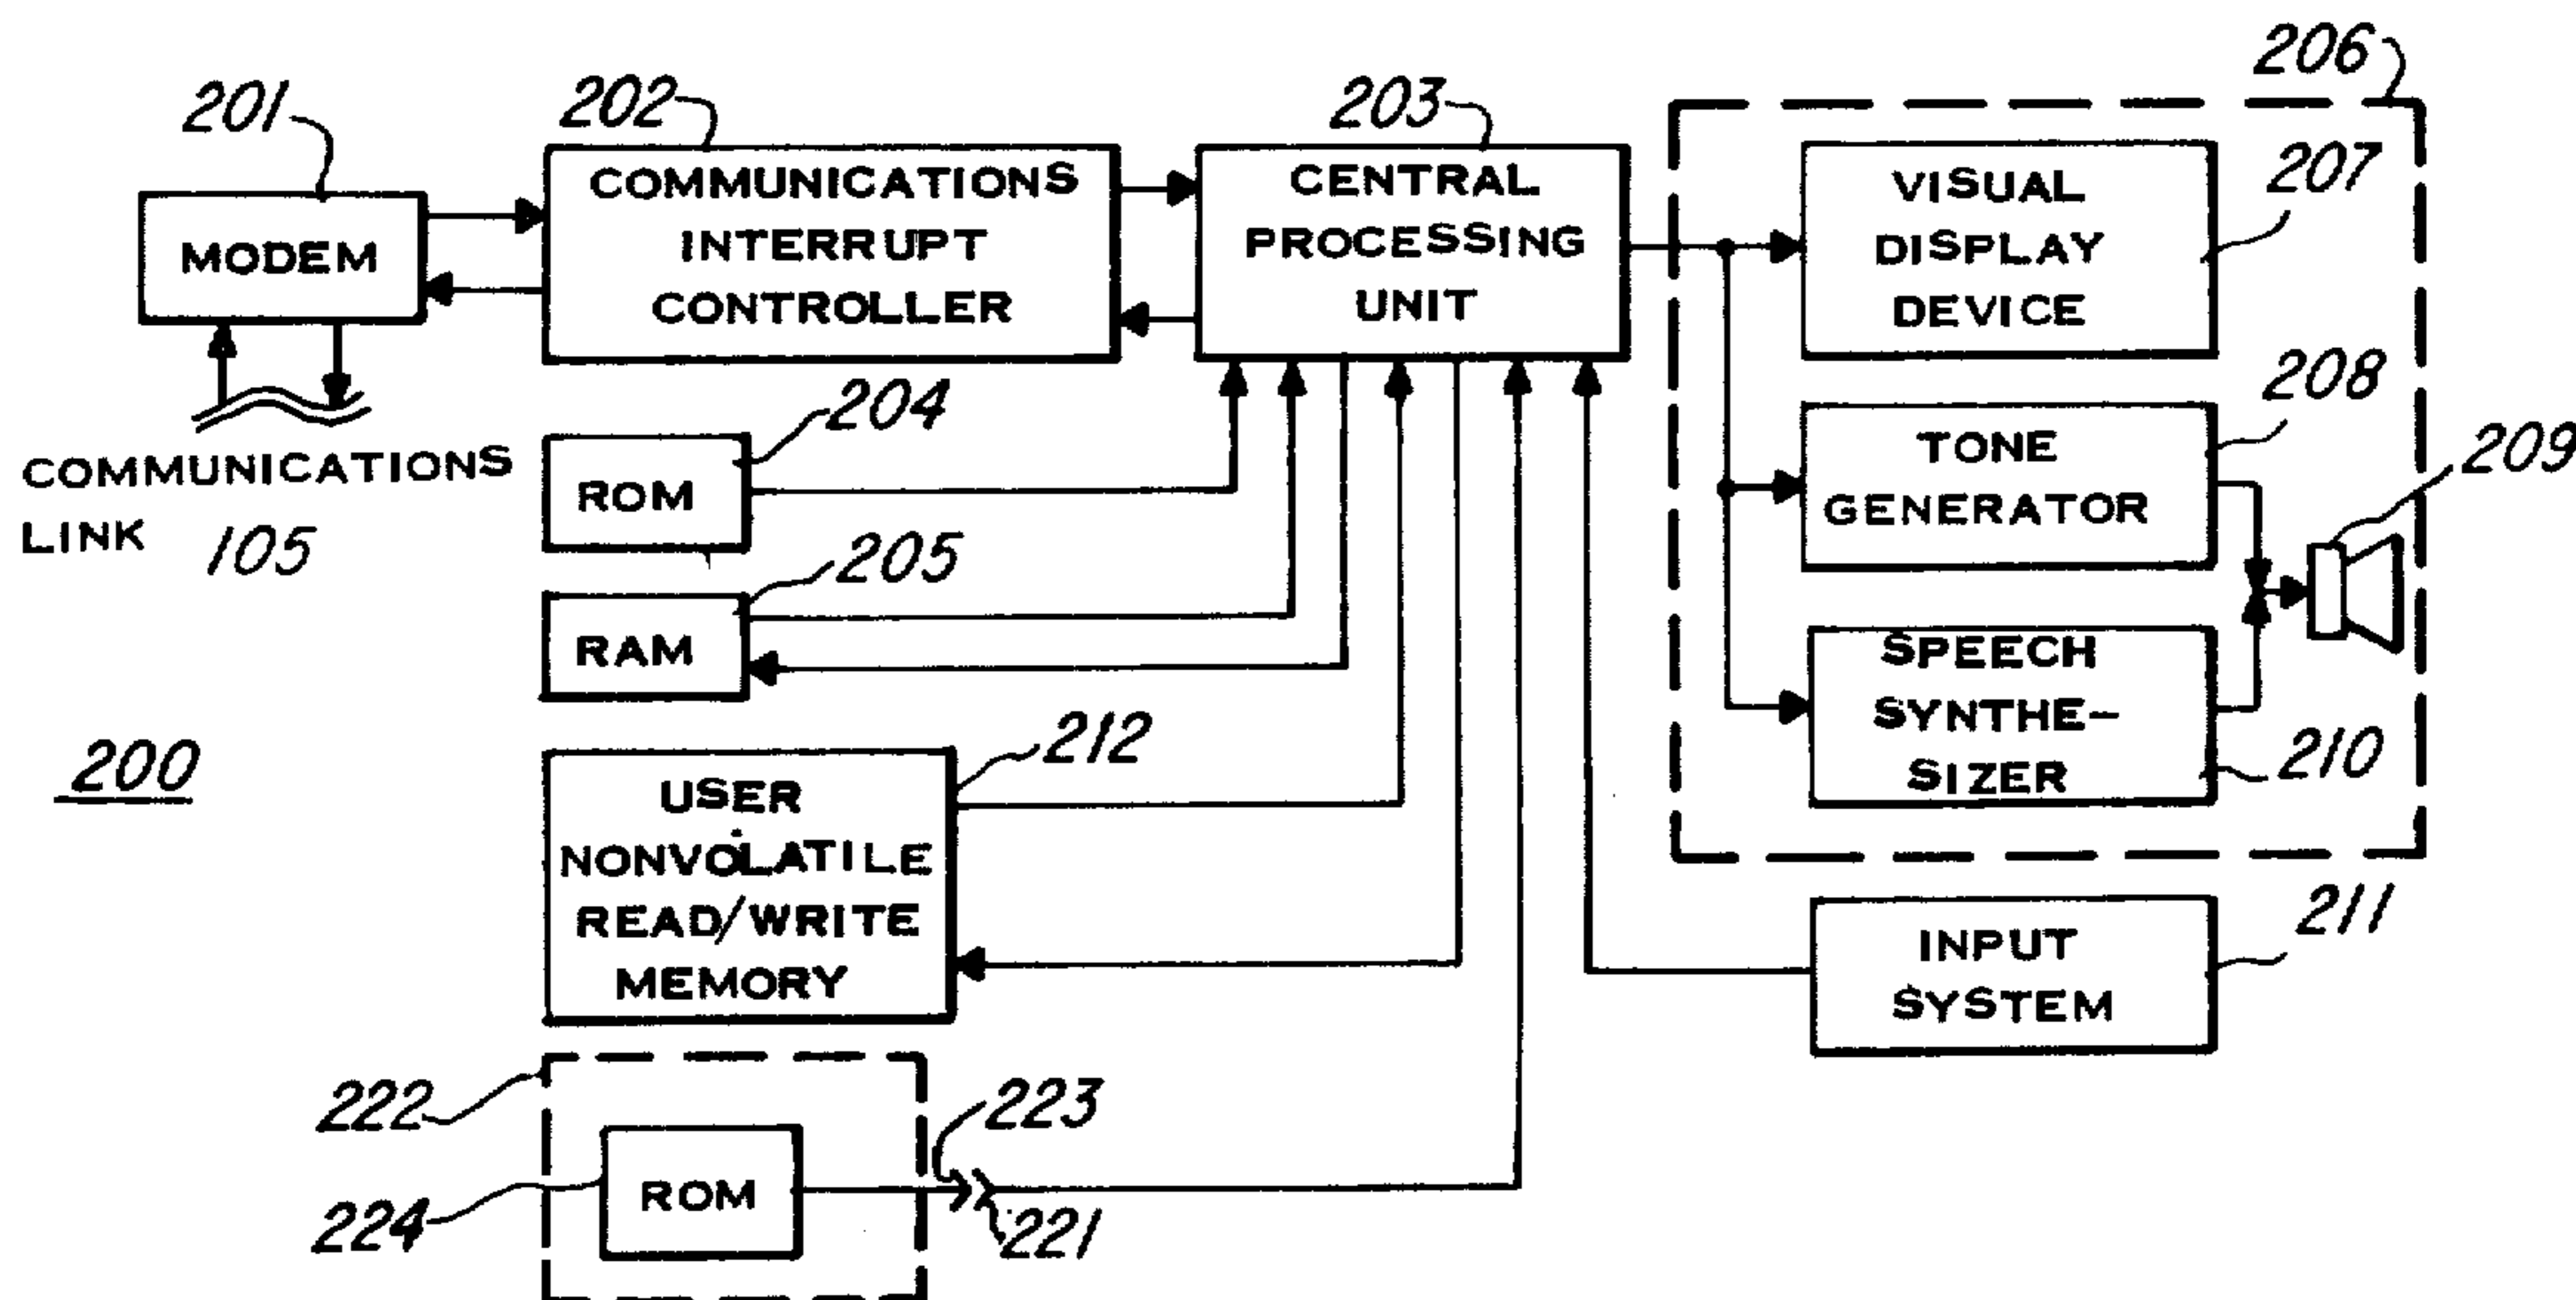 206
201
202
203
207
MODEM
COMMUNICATIONS
INTERRUPT
CONTROLLER
CENTRAL
PROCESSING
UNIT
VISUAL
DISPLAY
DEVICE
COMMUNICATIONS
LINK 105
204
ROM
208
TONE
GENERATOR
209
205
RAM
SPEECH
SYNTHE-
SIZER
210
200
212
USER
NONVOLATILE
READ/WRITE
MEMORY
211
INPUT
SYSTEM
222
223
224
ROM
221